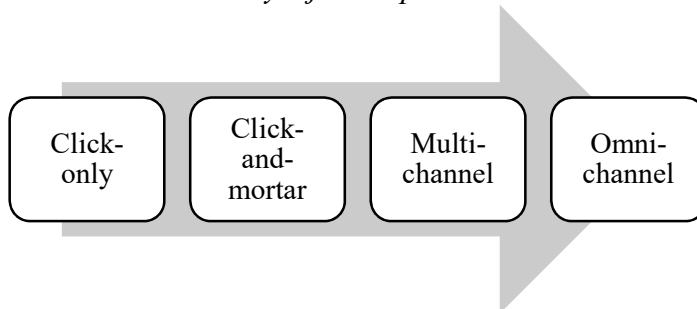 Click-
only
Click-
and-
mortar
Multi-
channel
Omni-
channel